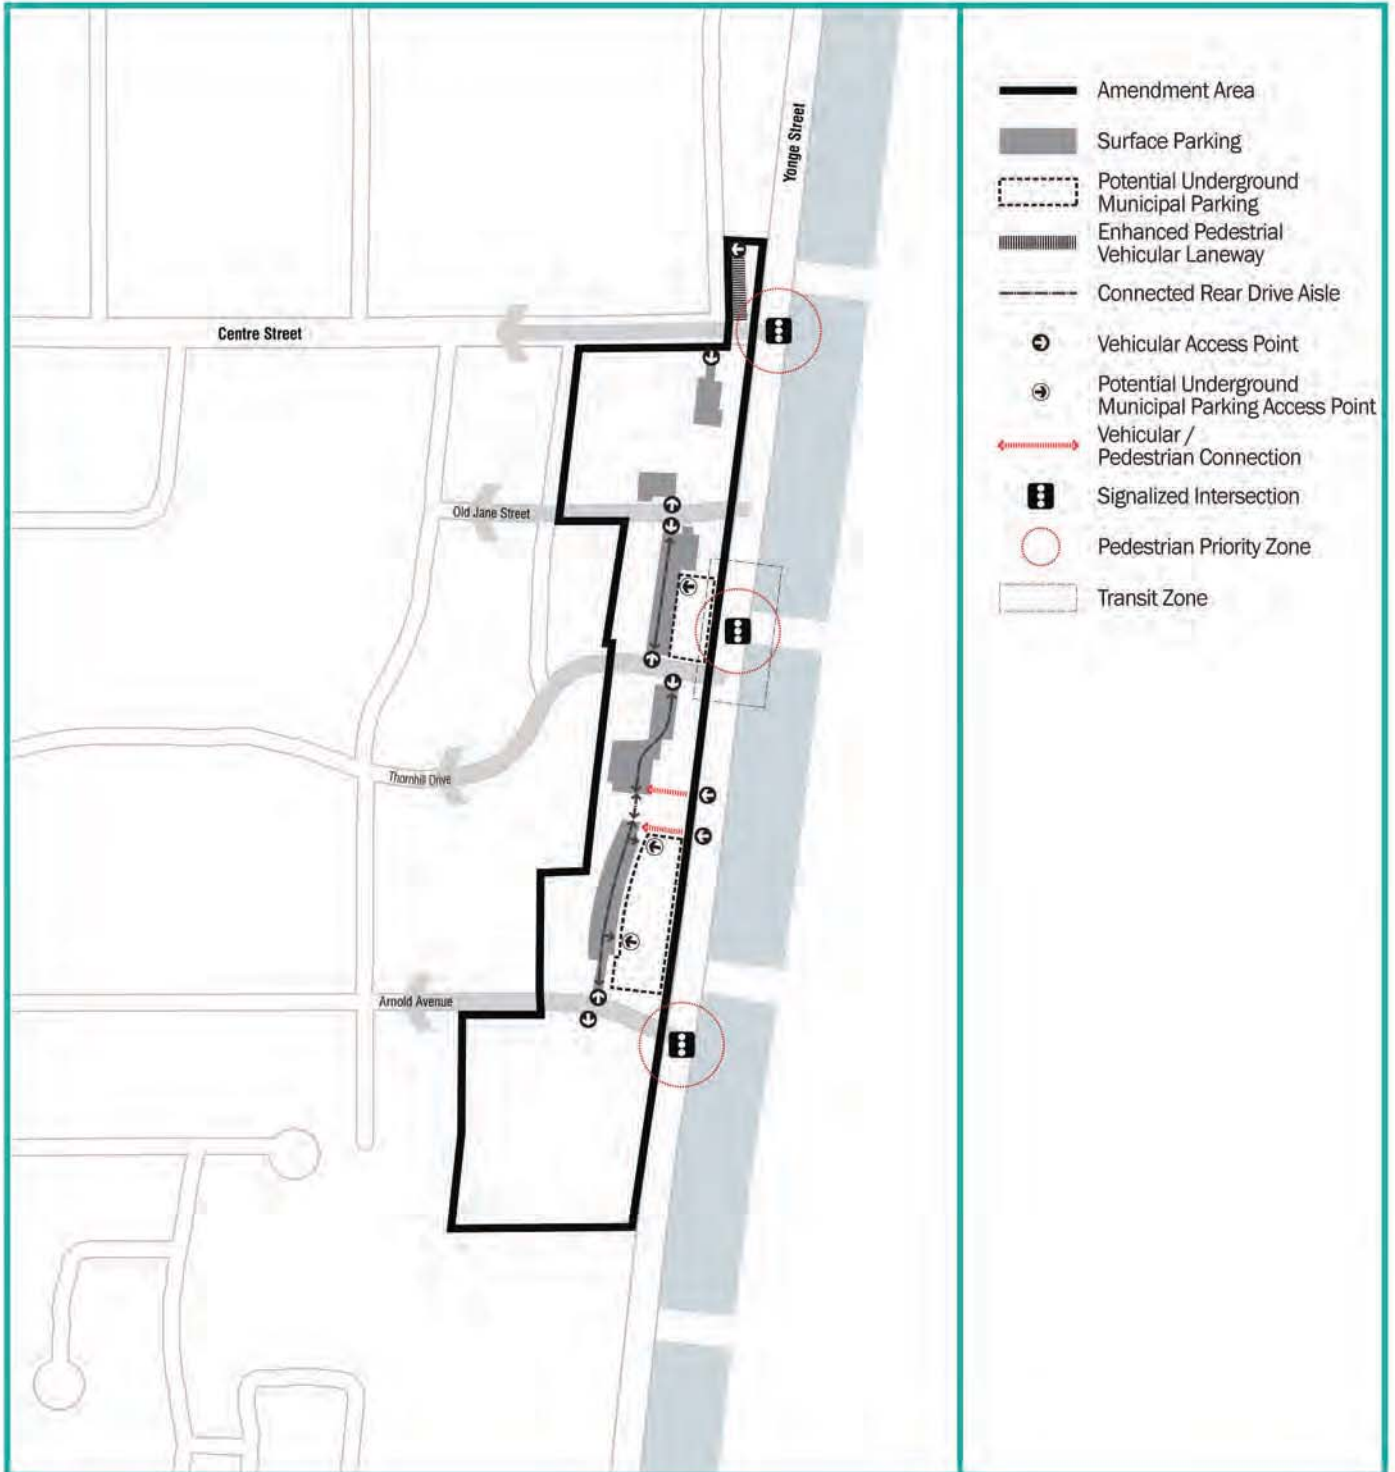 Yonge Street
Centre Street
Old Jane Street
Thornhill Drive
Arnold Avenue
Amendment Area
Surface Parking
Potential Underground
Municipal Parking
Enhanced Pedestrial
Vehicular Laneway
Connected Rear Drive Aisle
Vehicular Access Point
Potential Underground
Municipal Parking Access Point
Vehicular /
Pedestrian Connection
Signalized Intersection
Pedestrian Priority Zone
Transit Zone